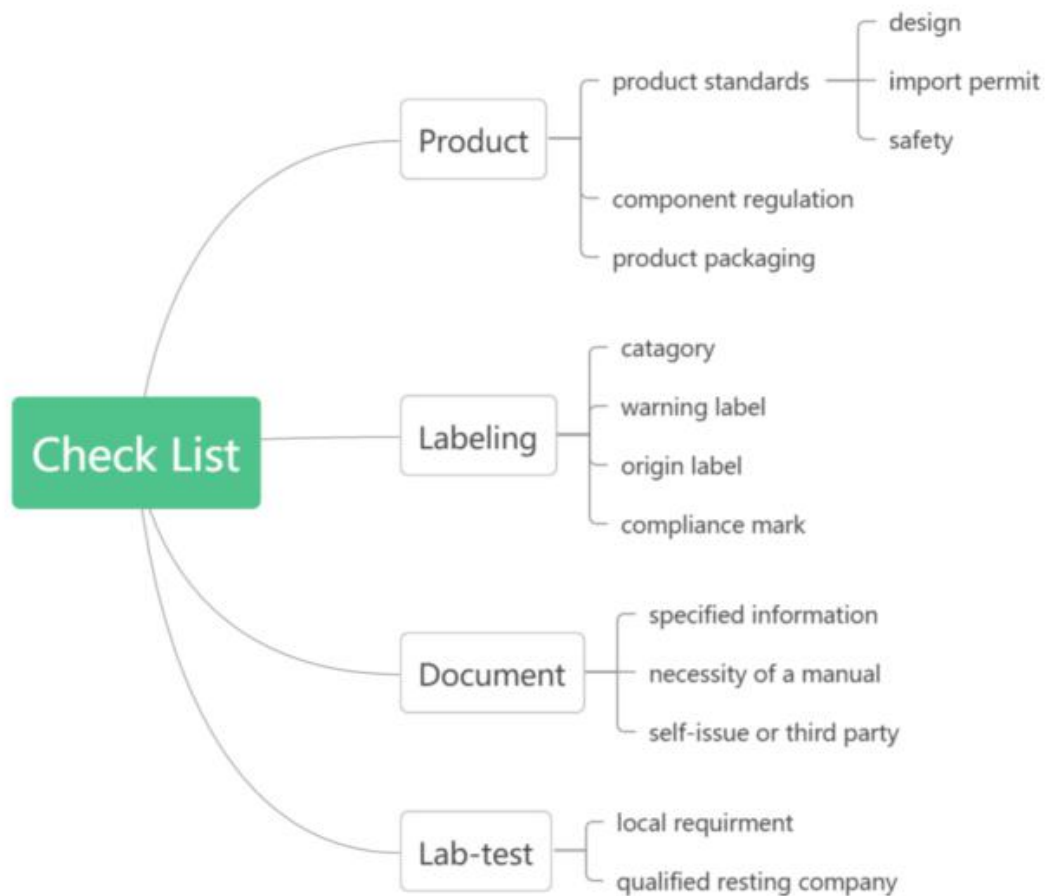 Check List
Product
product standards
design
import permit
safety
component regulation
product packaging
Labeling
catagory
warning label
origin label
compliance mark
Document
specified information
necessity of a manual
self-issue or third party
Lab-test
local requirment
qualified resting company